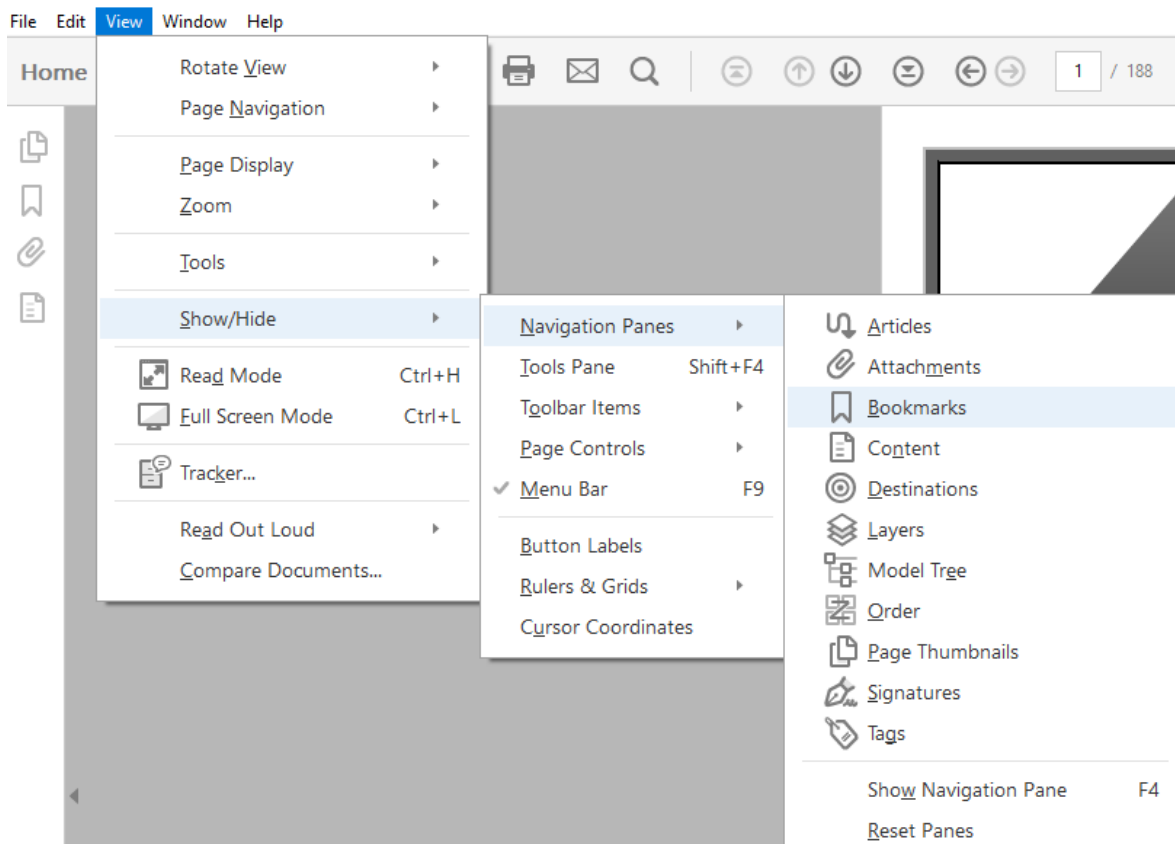 File Edit View Window Help
Home
1 / 188
Rotate View
Page Navigation
Page Display
Zoom
Tools
Show/Hide
Read Mode Ctrl+H
Full Screen Mode Ctrl+L
Tracker...
Read Out Loud
Compare Documents...
Navigation Panes
Tools Pane Shift+F4
Toolbar Items
Page Controls
Menu Bar F9
Button Labels
Rulers & Grids
Cursor Coordinates
Articles
Attachments
Bookmarks
Content
Destinations
Layers
Model Tree
Order
Page Thumbnails
Signatures
Tags
Show Navigation Pane F4
Reset Panes